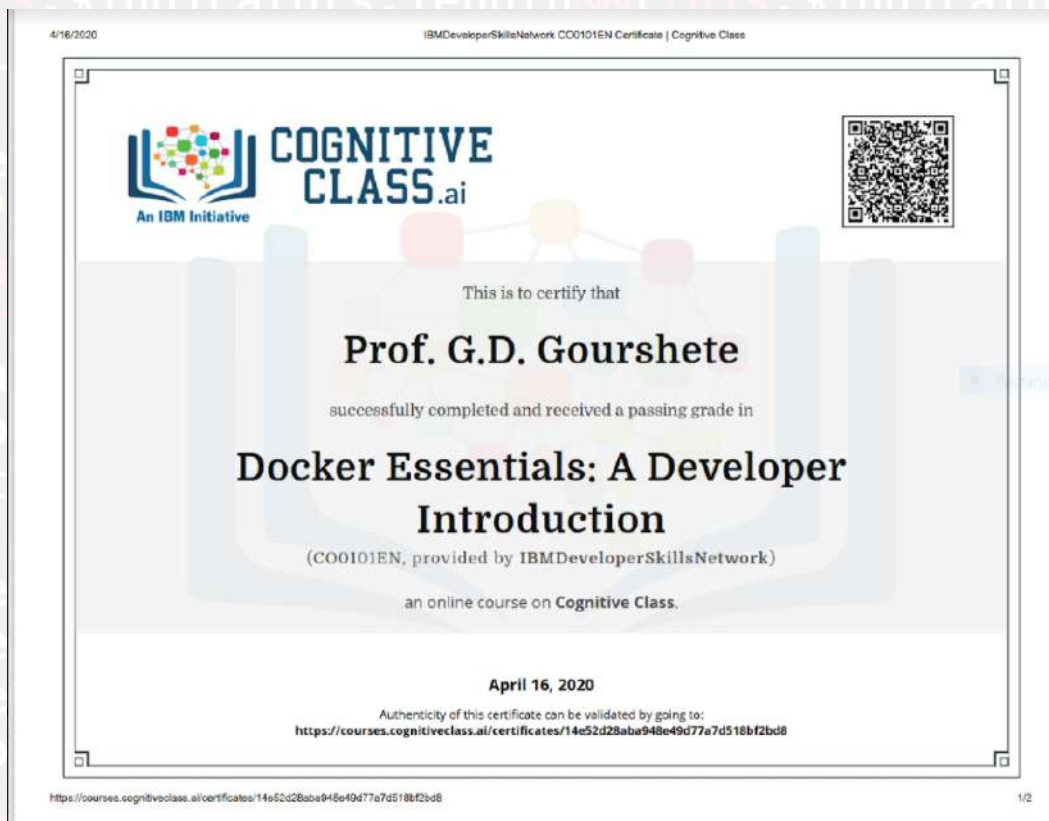 4/16/2020 IBMDeveloperSkillsNetwork CO0101EN Certificate | Cognitive Class
COGNITIVE
CLASS.ai
An IBM Initiative
This is to certify that
Prof. G.D. Gourshete
successfully completed and received a passing grade in
Docker Essentials: A Developer
Introduction
(CO0101EN, provided by IBMDeveloperSkillsNetwork)
an online course on Cognitive Class.
April 16, 2020
Authenticity of this certificate can be validated by going to:
https://courses.cognitiveclass.ai/certificates/14e52d28aba948e49d77a7d518bf2bd8
https://courses.cognitiveclass.ai/certificates/14e52d28aba948e49d77a7d518bf2bd8 1/2